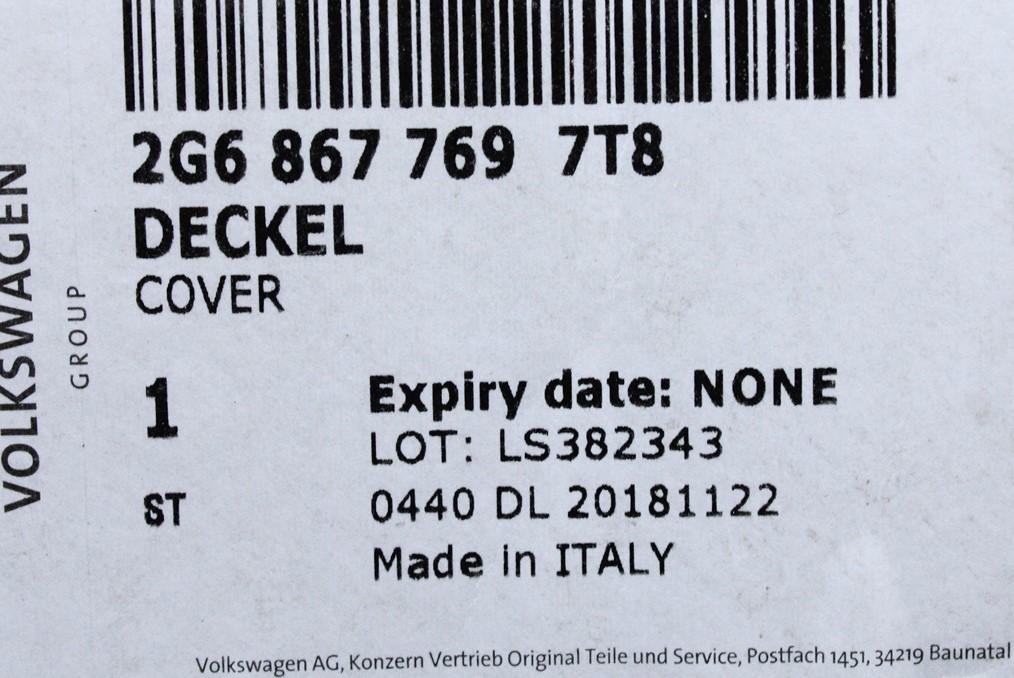 2G6 867 769 7T8
DECKEL
COVER
1
ST
Expiry date: NONE
LOT: LS382343
0440 DL 20181122
Made in ITALY
VOLKSWAGEN
GROUP
Volkswagen AG, Konzern Vertrieb Original Teile und Service, Postfach 1451, 34219 Baunatal